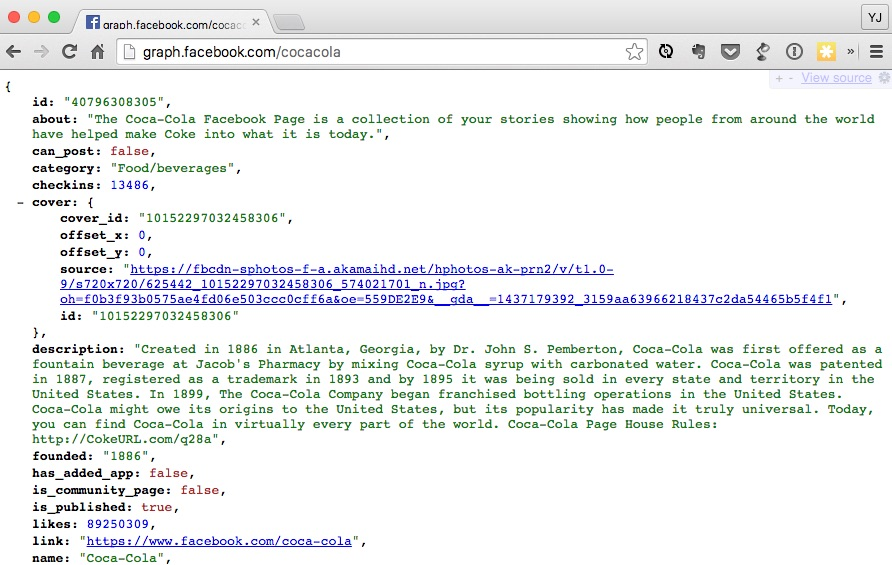 graph.facebook.com/cocaco
YJ
graph.facebook.com/cocacola
»
+ - View source
{
id: "40796308305",
about: "The Coca-Cola Facebook Page is a collection of your stories showing how people from around the world
have helped make Coke into what it is today.",
can_post: false,
category: "Food/beverages",
checkins: 13486,
- cover: {
cover_id: "10152297032458306",
offset_x: 0,
offset_y: 0,
source: "https://fbcdn-sphotos-f-a.akamaihd.net/hphotos-ak-prn2/v/t1.0-
9/s720x720/625442_10152297032458306_574021701_n.jpg?
oh=f0b3f93b0575ae4fd06e503ccc0cff6a&oe=559DE2E9&__gda__=1437179392_3159aa63966218437c2da54465b5f4f1",
id: "10152297032458306"
},
description: "Created in 1886 in Atlanta, Georgia, by Dr. John S. Pemberton, Coca-Cola was first offered as a
fountain beverage at Jacob's Pharmacy by mixing Coca-Cola syrup with carbonated water. Coca-Cola was patented
in 1887, registered as a trademark in 1893 and by 1895 it was being sold in every state and territory in the
United States. In 1899, The Coca-Cola Company began franchised bottling operations in the United States.
Coca-Cola might owe its origins to the United States, but its popularity has made it truly universal. Today,
you can find Coca-Cola in virtually every part of the world. Coca-Cola Page House Rules:
http://CokeURL.com/q28a",
founded: "1886",
has_added_app: false,
is_community_page: false,
is_published: true,
likes: 89250309,
link: "https://www.facebook.com/coca-cola",
name: "Coca-Cola",